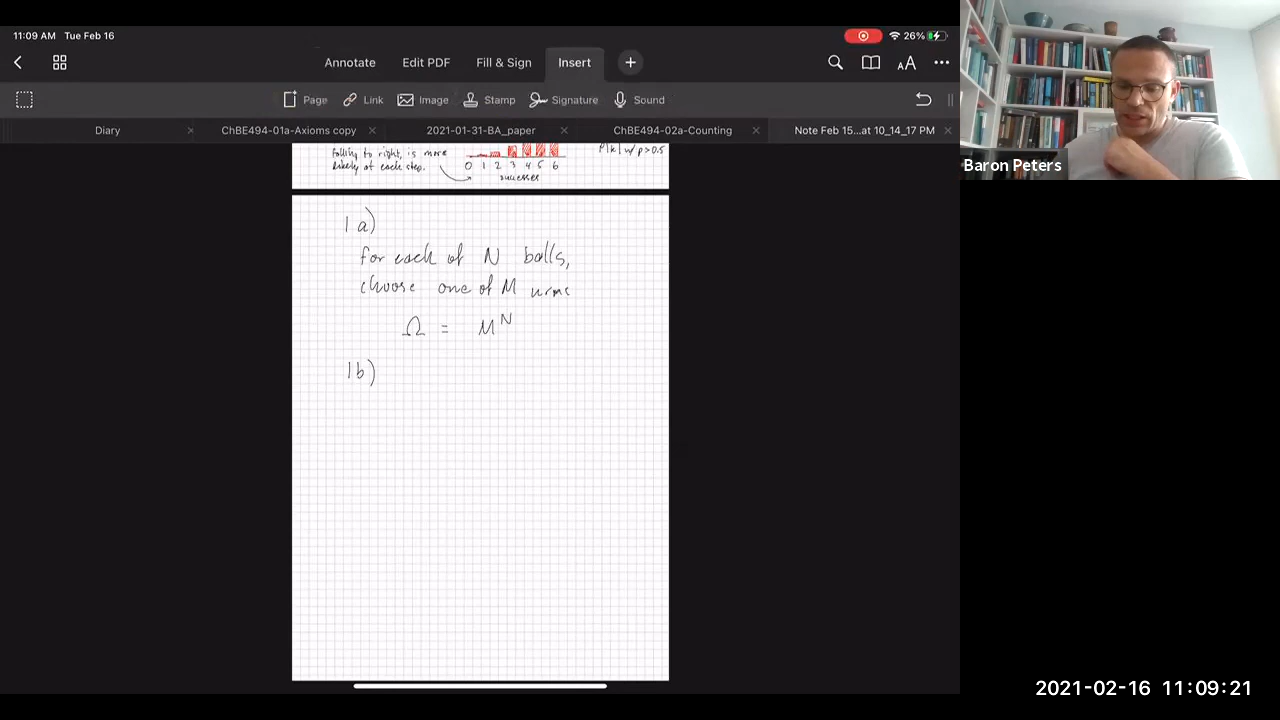 11:09 AM Tue Feb 16
26%
Annotate Edit PDF Fill & Sign Insert
Page Link Image Stamp Signature Sound
Diary ChBE494-01a-Axioms copy 2021-01-31-BA_paper ChBE494-02a-Counting Note Feb 15...at 10_14_17 PM
falling to right, is more
likely at each step.
0 1 2 3 4 5 6
successes
P[k] w/ p>0.5
1a)
for each of N balls,
choose one of M urns
Ω = M^N
1b)
Baron Peters
2021-02-16 11:09:21